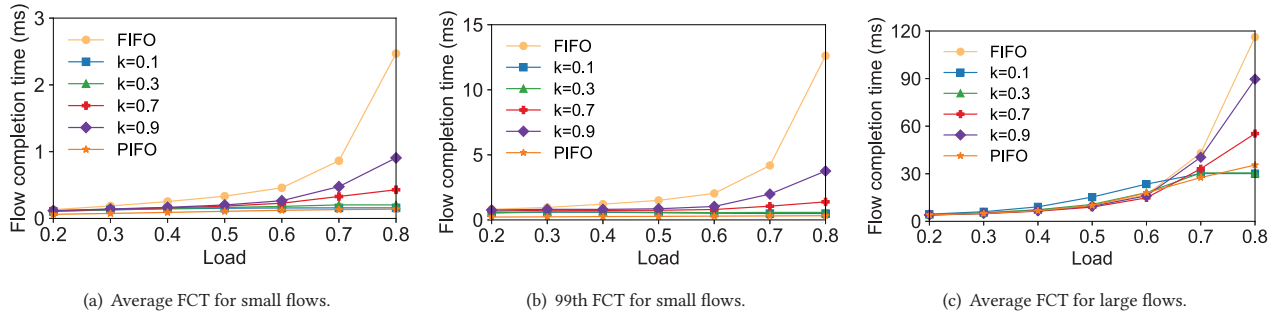 Flow completion time (ms)
3
2
1
0
FIFO
k=0.1
k=0.3
k=0.7
k=0.9
PIFO
0.2 0.3 0.4 0.5 0.6 0.7 0.8
Load
(a) Average FCT for small flows.
Flow completion time (ms)
15
10
5
0
FIFO
k=0.1
k=0.3
k=0.7
k=0.9
PIFO
0.2 0.3 0.4 0.5 0.6 0.7 0.8
Load
(b) 99th FCT for small flows.
Flow completion time (ms)
120
90
60
30
0
FIFO
k=0.1
k=0.3
k=0.7
k=0.9
PIFO
0.2 0.3 0.4 0.5 0.6 0.7 0.8
Load
(c) Average FCT for large flows.